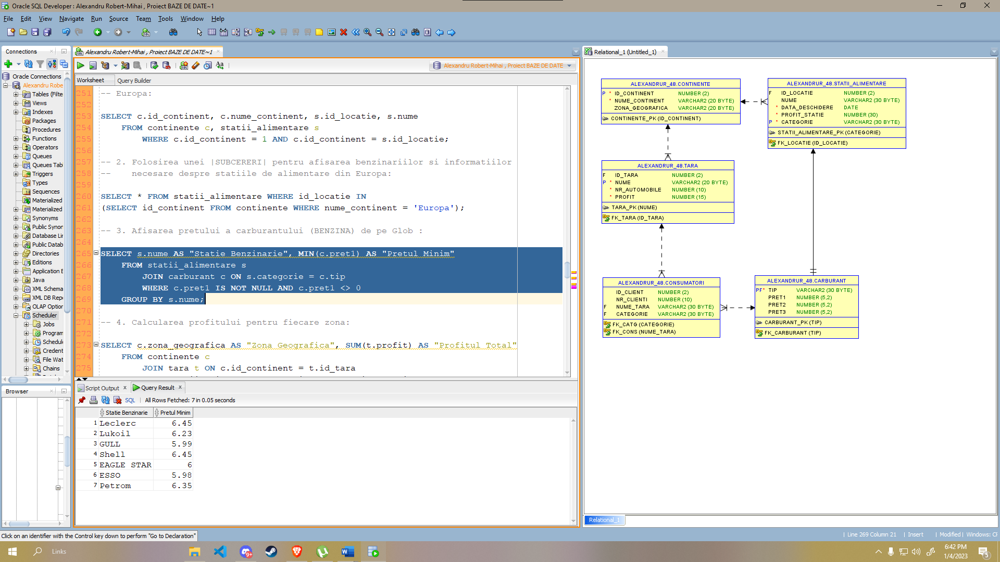 Oracle SQL Developer : Alexandru Robert-Mihai , Proiect BAZE DE DATE~1
File Edit View Navigate Run Source Team Tools Window Help
Connections
Oracle Connections
Alexandru Robe
Tables (Filte
Views
Indexes
Packages
Procedures
Functions
Operators
Queues
Queues Tabl
Triggers
Types
Sequences
Materialized
Materialized
Synonyms
Public Synon
Database Lin
Public Datab
Directories
Editions
Application E
Java
XML Schema
XML DB Repo
OLAP Option
Scheduler
Jobs
Program
Schedul
Credent
File Wat
Chains
Browser
Alexandru Robert-Mihai , Proiect BAZE DE DATE~1
Alexandru Robert-Mihai , Proiect BAZE DE DATE
Worksheet Query Builder
251 -- Europa:
252
253 SELECT c.id_continent, c.nume_continent, s.id_locatie, s.nume
254 FROM continente c, statii_alimentare s
255 WHERE c.id_continent = 1 AND c.id_continent = s.id_locatie;
256
257 -- 2. Folosirea unei |SUBCERERI| pentru afisarea benzinariilor si informatiilor
258 -- necesare despre statiile de alimentare din Europa:
259
260 SELECT * FROM statii_alimentare WHERE id_locatie IN
261 (SELECT id_continent FROM continente WHERE nume_continent = 'Europa');
262
263 -- 3. Afisarea pretului a carburantului (BENZINA) de pe Glob :
264
265 SELECT s.nume AS "Statie Benzinarie", MIN(c.pret1) AS "Pretul Minim"
266 FROM statii_alimentare s
267 JOIN carburant c ON s.categorie = c.tip
268 WHERE c.pret1 IS NOT NULL AND c.pret1 <> 0
269 GROUP BY s.nume;
270
271 -- 4. Calcularea profitului pentru fiecare zona:
272
273 SELECT c.zona_geografica AS "Zona Geografica", SUM(t.profit) AS "Profitul Total"
274 FROM continente c
275 JOIN tara t ON c.id_continent = t.id_tara
Script Output x Query Result x
SQL | All Rows Fetched: 7 in 0.05 seconds
Statie Benzinarie Pretul Minim
1 Leclerc 6.45
2 Lukoil 6.23
3 GULL 5.99
4 Shell 6.45
5 EAGLE STAR 6
6 ESSO 5.98
7 Petrom 6.35
Relational_1 (Untitled_1)
ALEXANDRUR_48.CONTINENTE
P * ID_CONTINENT NUMBER (2)
* NUME_CONTINENT VARCHAR2 (20 BYTE)
ZONA_GEOGRAFICA VARCHAR2 (20 BYTE)
CONTINENTE_PK (ID_CONTINENT)
ALEXANDRUR_48.STATII_ALIMENTARE
F ID_LOCATIE NUMBER (2)
NUME VARCHAR2 (30 BYTE)
* DATA_DESCHIDERE DATE
* PROFIT_STATIE NUMBER (30)
P * CATEGORIE VARCHAR2 (30 BYTE)
STATII_ALIMENTARE_PK (CATEGORIE)
FK_LOCATIE (ID_LOCATIE)
ALEXANDRUR_48.TARA
F ID_TARA NUMBER (2)
P * NUME VARCHAR2 (20 BYTE)
* NR_AUTOMOBILE NUMBER (10)
* PROFIT NUMBER (15)
TARA_PK (NUME)
FK_TARA (ID_TARA)
ALEXANDRUR_48.CONSUMATORI
ID_CLIENT NUMBER (2)
NR_CLIENTI NUMBER (10)
F NUME_TARA VARCHAR2 (30 BYTE)
F CATEGORIE VARCHAR2 (30 BYTE)
FK_CATG (CATEGORIE)
FK_CONS (NUME_TARA)
ALEXANDRUR_48.CARBURANT
PF* TIP VARCHAR2 (30 BYTE)
PRET1 NUMBER (5,2)
PRET2 NUMBER (5,2)
PRET3 NUMBER (5,2)
CARBURANT_PK (TIP)
FK_CARBURANT (TIP)
Relational_1
Click on an identifier with the Control key down to perform "Go to Declaration"
| Line 269 Column 21 | Insert | Modified | Windows: CF
Links
9+
6:42 PM
1/4/2023
5